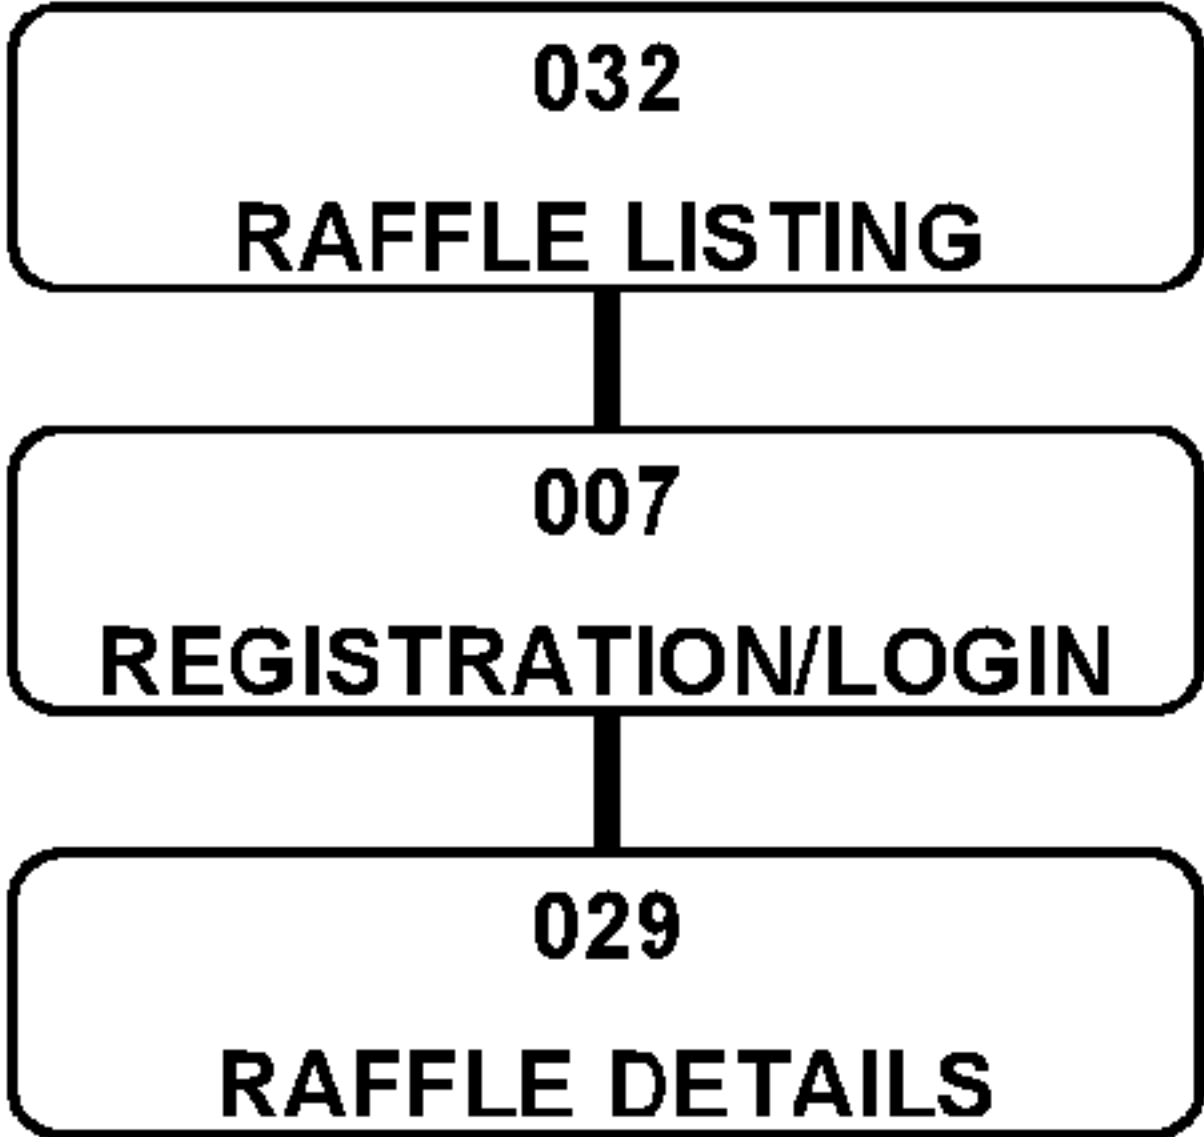 032
RAFFLE LISTING
007
REGISTRATION/LOGIN
029
RAFFLE DETAILS